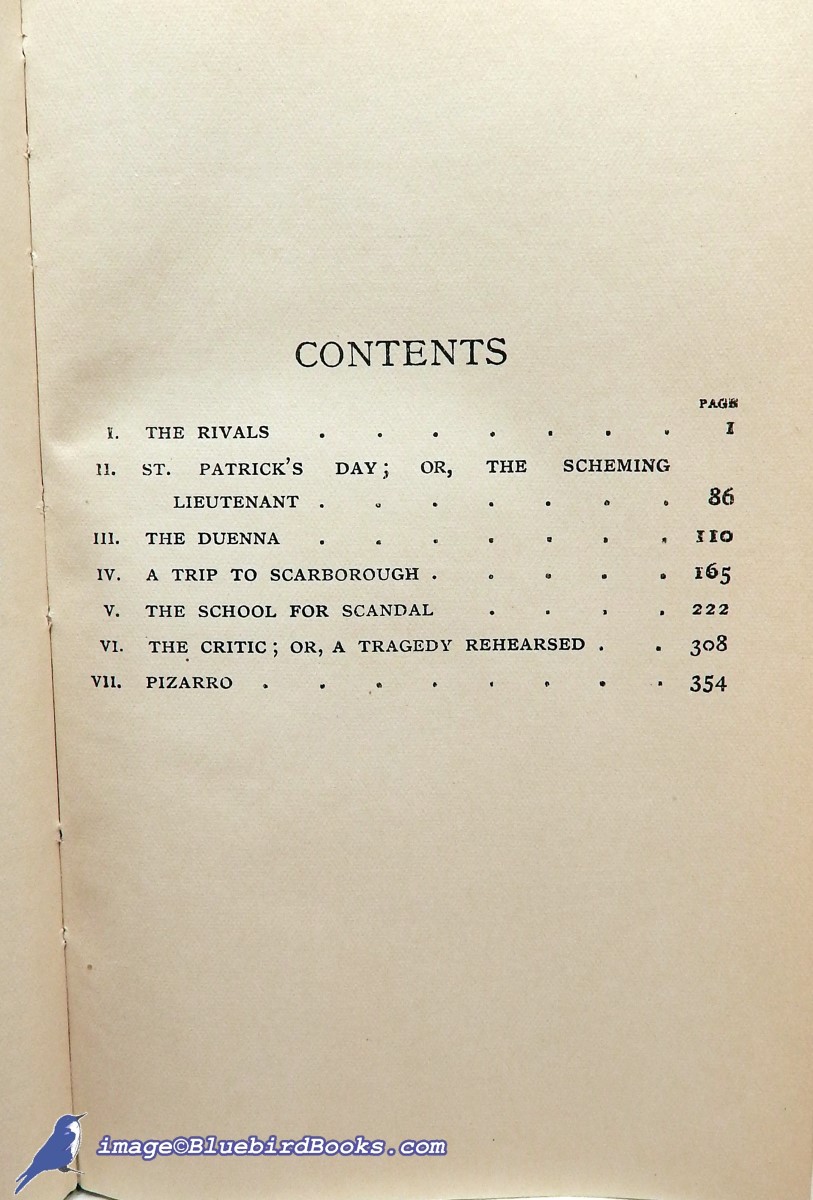 CONTENTS
PAGE
I. THE RIVALS . . . . . . . 1
II. ST. PATRICK'S DAY; OR, THE SCHEMING
LIEUTENANT . . . . . . . 86
III. THE DUENNA . . . . . . . 110
IV. A TRIP TO SCARBOROUGH . . . . . 165
V. THE SCHOOL FOR SCANDAL . . . . 222
VI. THE CRITIC; OR, A TRAGEDY REHEARSED . . 308
VII. PIZARRO . . . . . . . . 354
image©BluebirdBooks.com